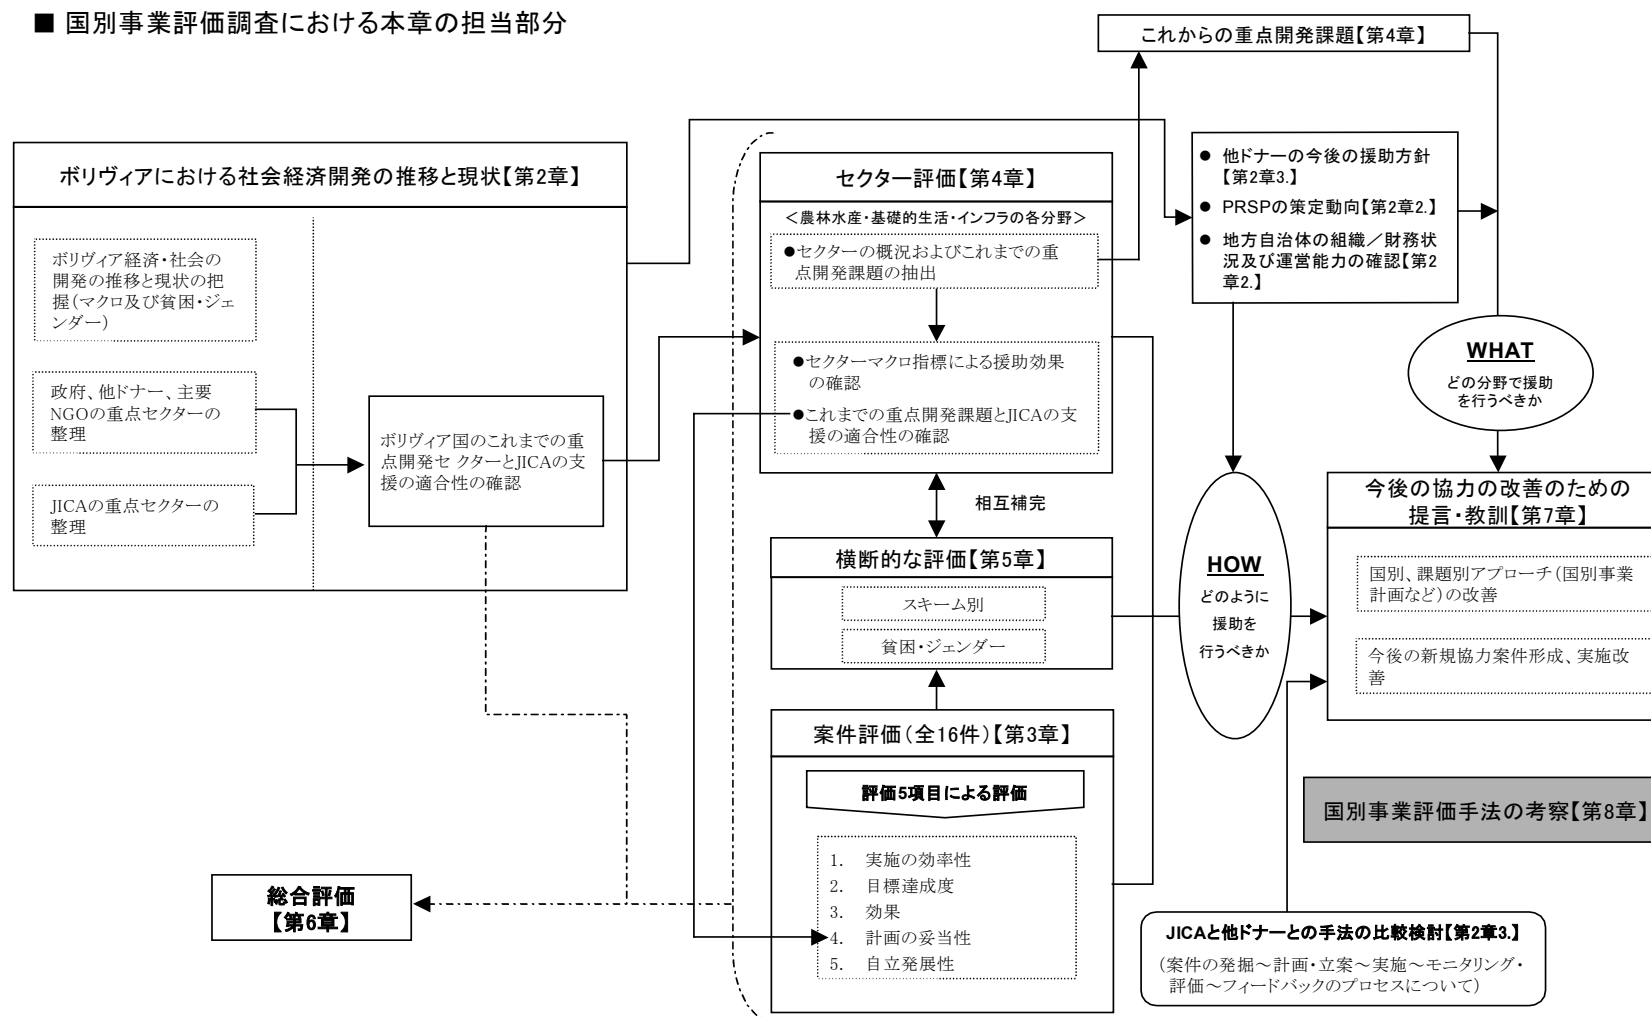 ■ 国別事業評価調査における本章の担当部分
これからの重点開発課題【第4章】
ボリヴィアにおける社会経済開発の推移と現状【第2章】
ボリヴィア経済・社会の
開発の推移と現状の把
握(マクロ及び貧困・ジェ
ンダー)
政府、他ドナー、主要
NGOの重点セクターの
整理
JICAの重点セクターの
整理
ボリヴィア国のこれまでの重
点開発セ クターとJICAの支
援の適合性の確認
セクター評価【第4章】
＜農林水産・基礎的生活・インフラの各分野＞
●セクターの概況およびこれまでの重
点開発課題の抽出
●セクターマクロ指標による援助効果
の確認
●これまでの重点開発課題とJICAの支
援の適合性の確認
相互補完
横断的な評価【第5章】
スキーム別
貧困・ジェンダー
案件評価(全16件)【第3章】
評価5項目による評価
1. 実施の効率性
2. 目標達成度
3. 効果
4. 計画の妥当性
5. 自立発展性
総合評価
【第6章】
● 他ドナーの今後の援助方針
【第2章3.】
● PRSPの策定動向【第2章2.】
● 地方自治体の組織／財務状
況及び運営能力の確認【第2
章2.】
WHAT
どの分野で援助
を行うべきか
HOW
どのように
援助を
行うべきか
今後の協力の改善のための
提言・教訓【第7章】
国別、課題別アプローチ(国別事業
計画など)の改善
今後の新規協力案件形成、実施改
善
国別事業評価手法の考察【第8章】
JICAと他ドナーとの手法の比較検討【第2章3.】
(案件の発掘～計画・立案～実施～モニタリング・
評価～フィードバックのプロセスについて)